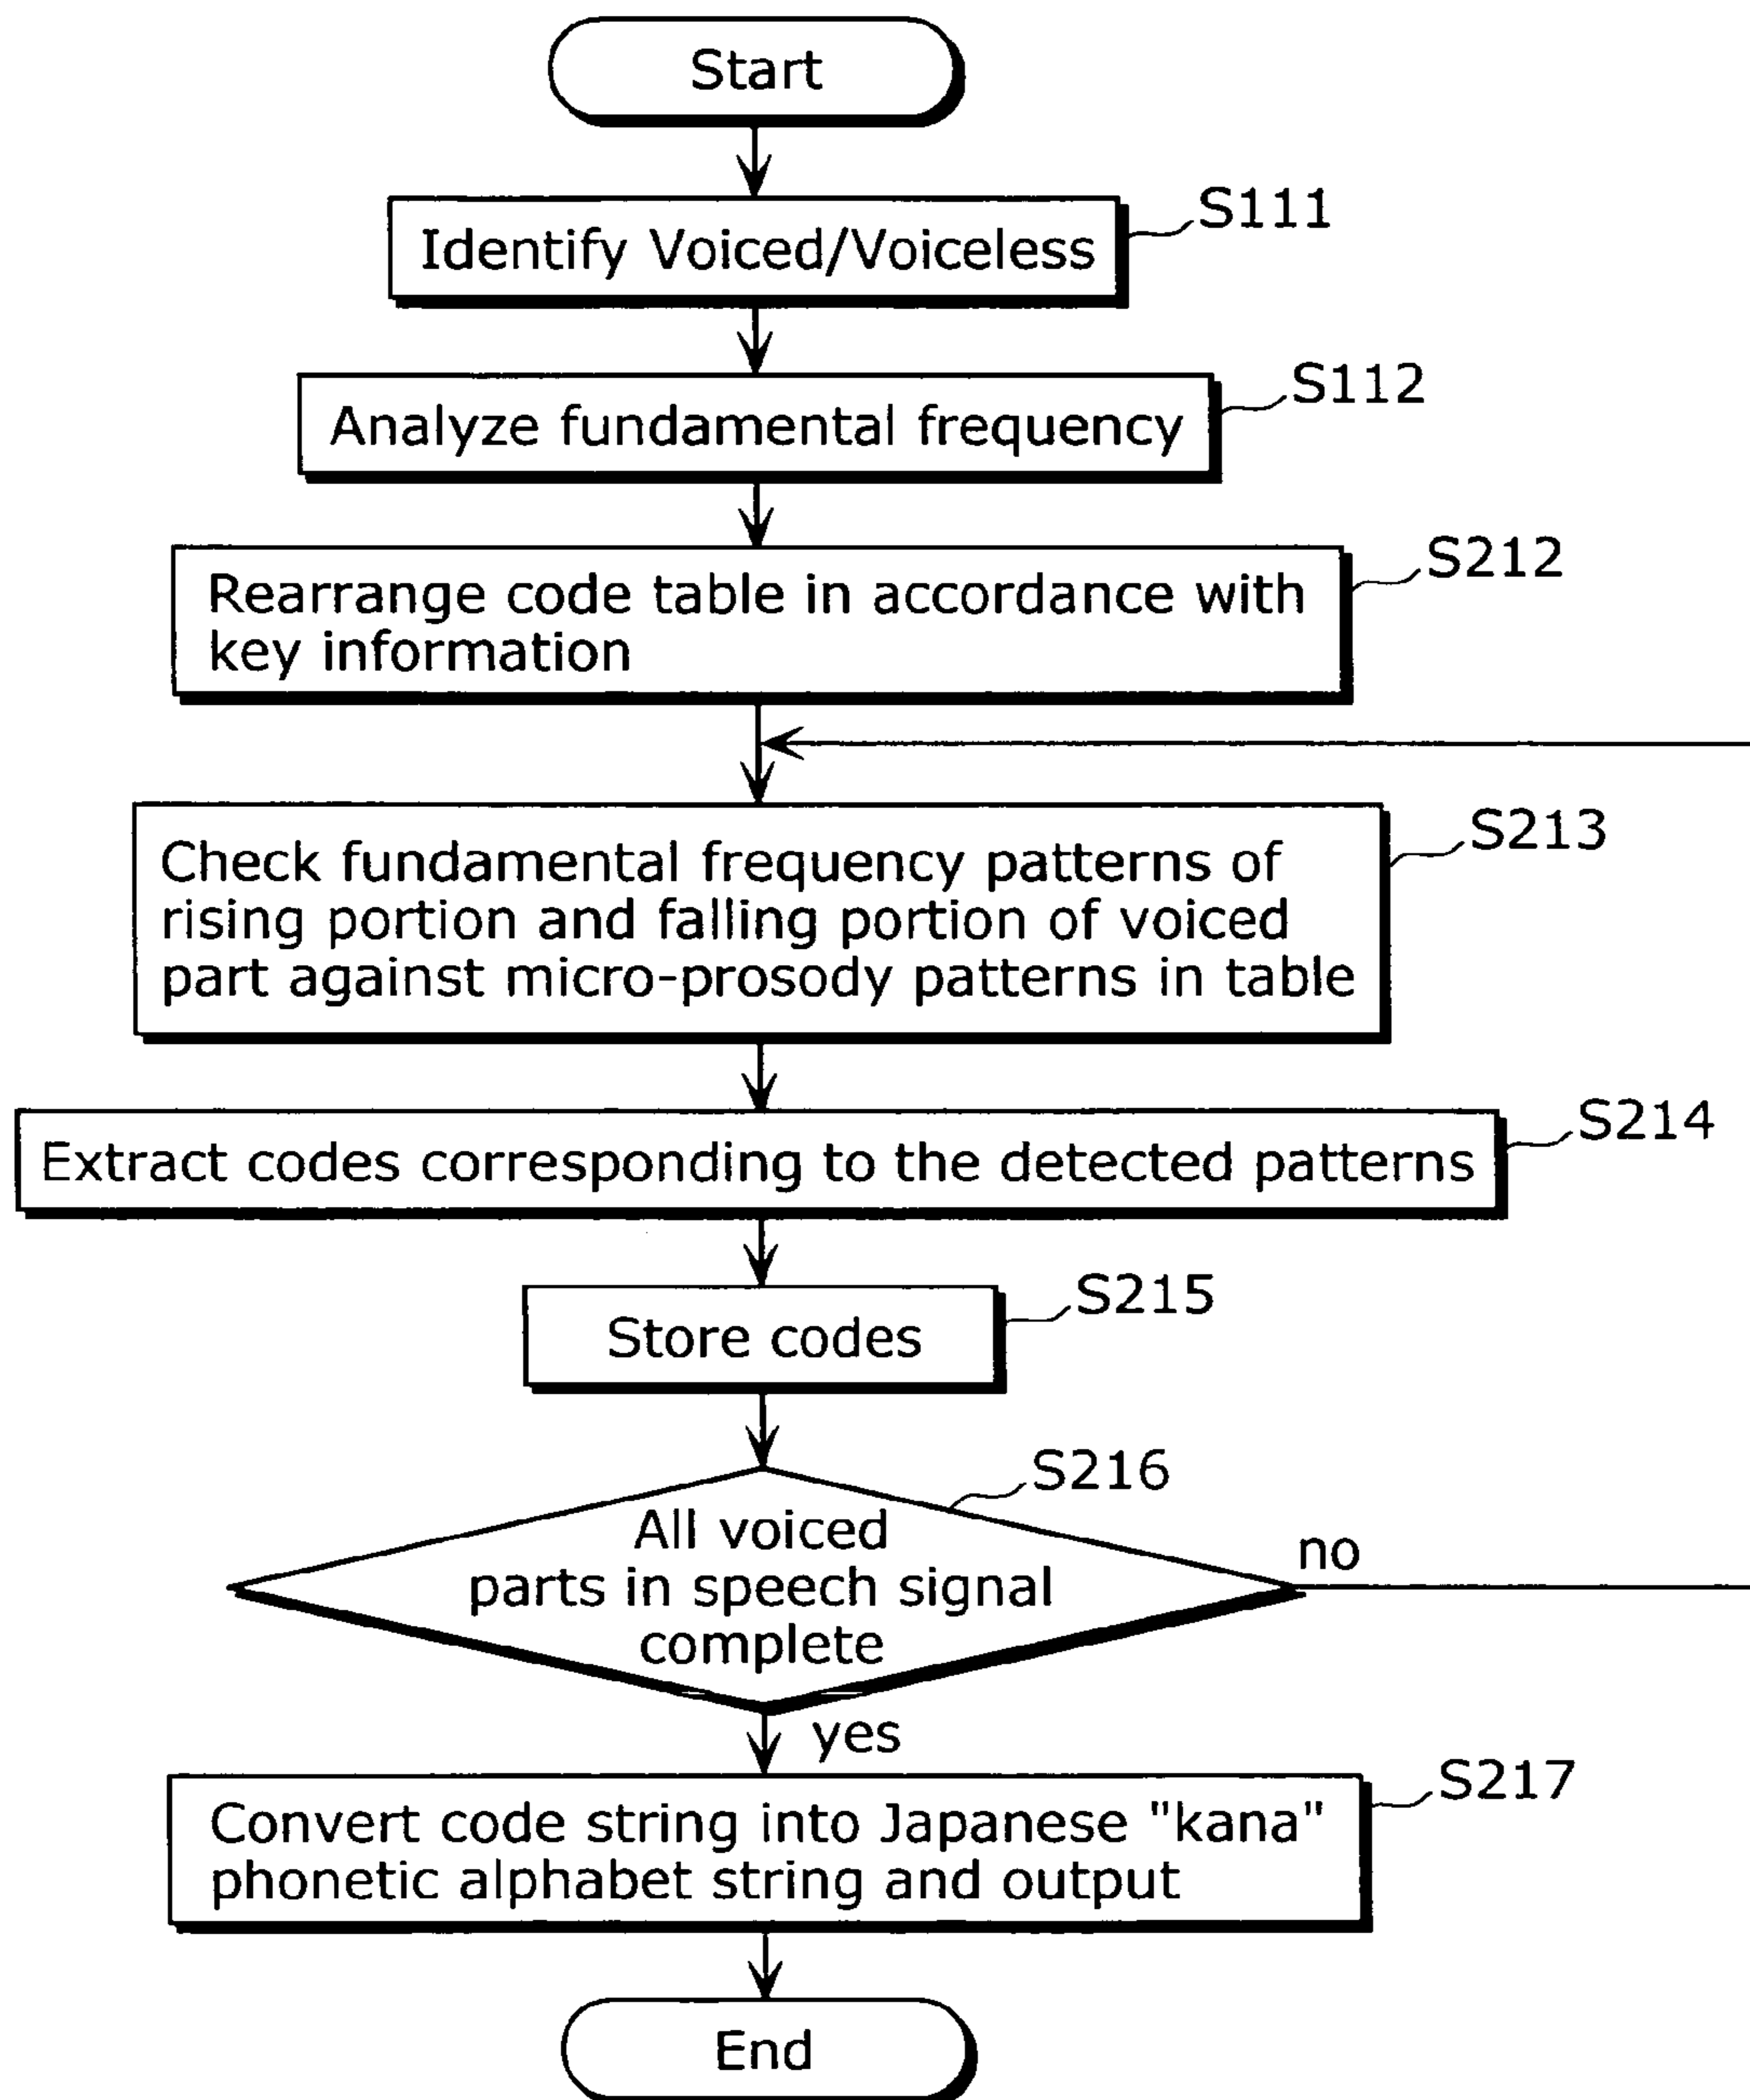 Start
S111
Identify Voiced/Voiceless
S112
Analyze fundamental frequency
S212
Rearrange code table in accordance with
key information
S213
Check fundamental frequency patterns of
rising portion and falling portion of voiced
part against micro-prosody patterns in table
S214
Extract codes corresponding to the detected patterns
S215
Store codes
S216
All voiced
parts in speech signal
complete
no
yes
S217
Convert code string into Japanese "kana"
phonetic alphabet string and output
End